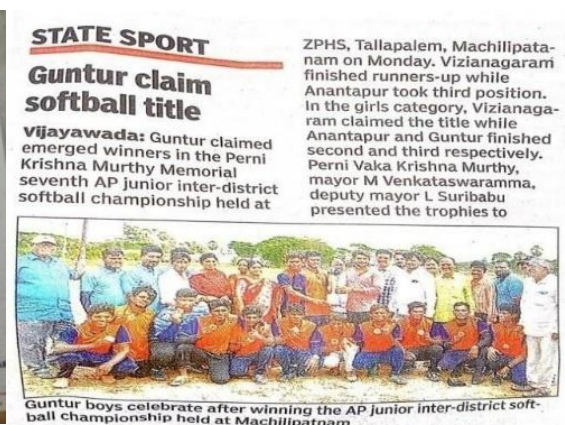 STATE SPORT
Guntur claim
softball title
Vijayawada: Guntur claimed
emerged winners in the Perni
Krishna Murthy Memorial
seventh AP junior inter-district
softball championship held at
ZPHS, Tallapalem, Machilipata-
nam on Monday. Vizianagaram
finished runners-up while
Anantapur took third position.
In the girls category, Vizianaga-
ram claimed the title while
Anantapur and Guntur finished
second and third respectively.
Perni Vaka Krishna Murthy,
mayor M Venkataswaramma,
deputy mayor L Suribabu
presented the trophies to
Guntur boys celebrate after winning the AP junior inter-district soft-
ball championship held at Machilipatnam